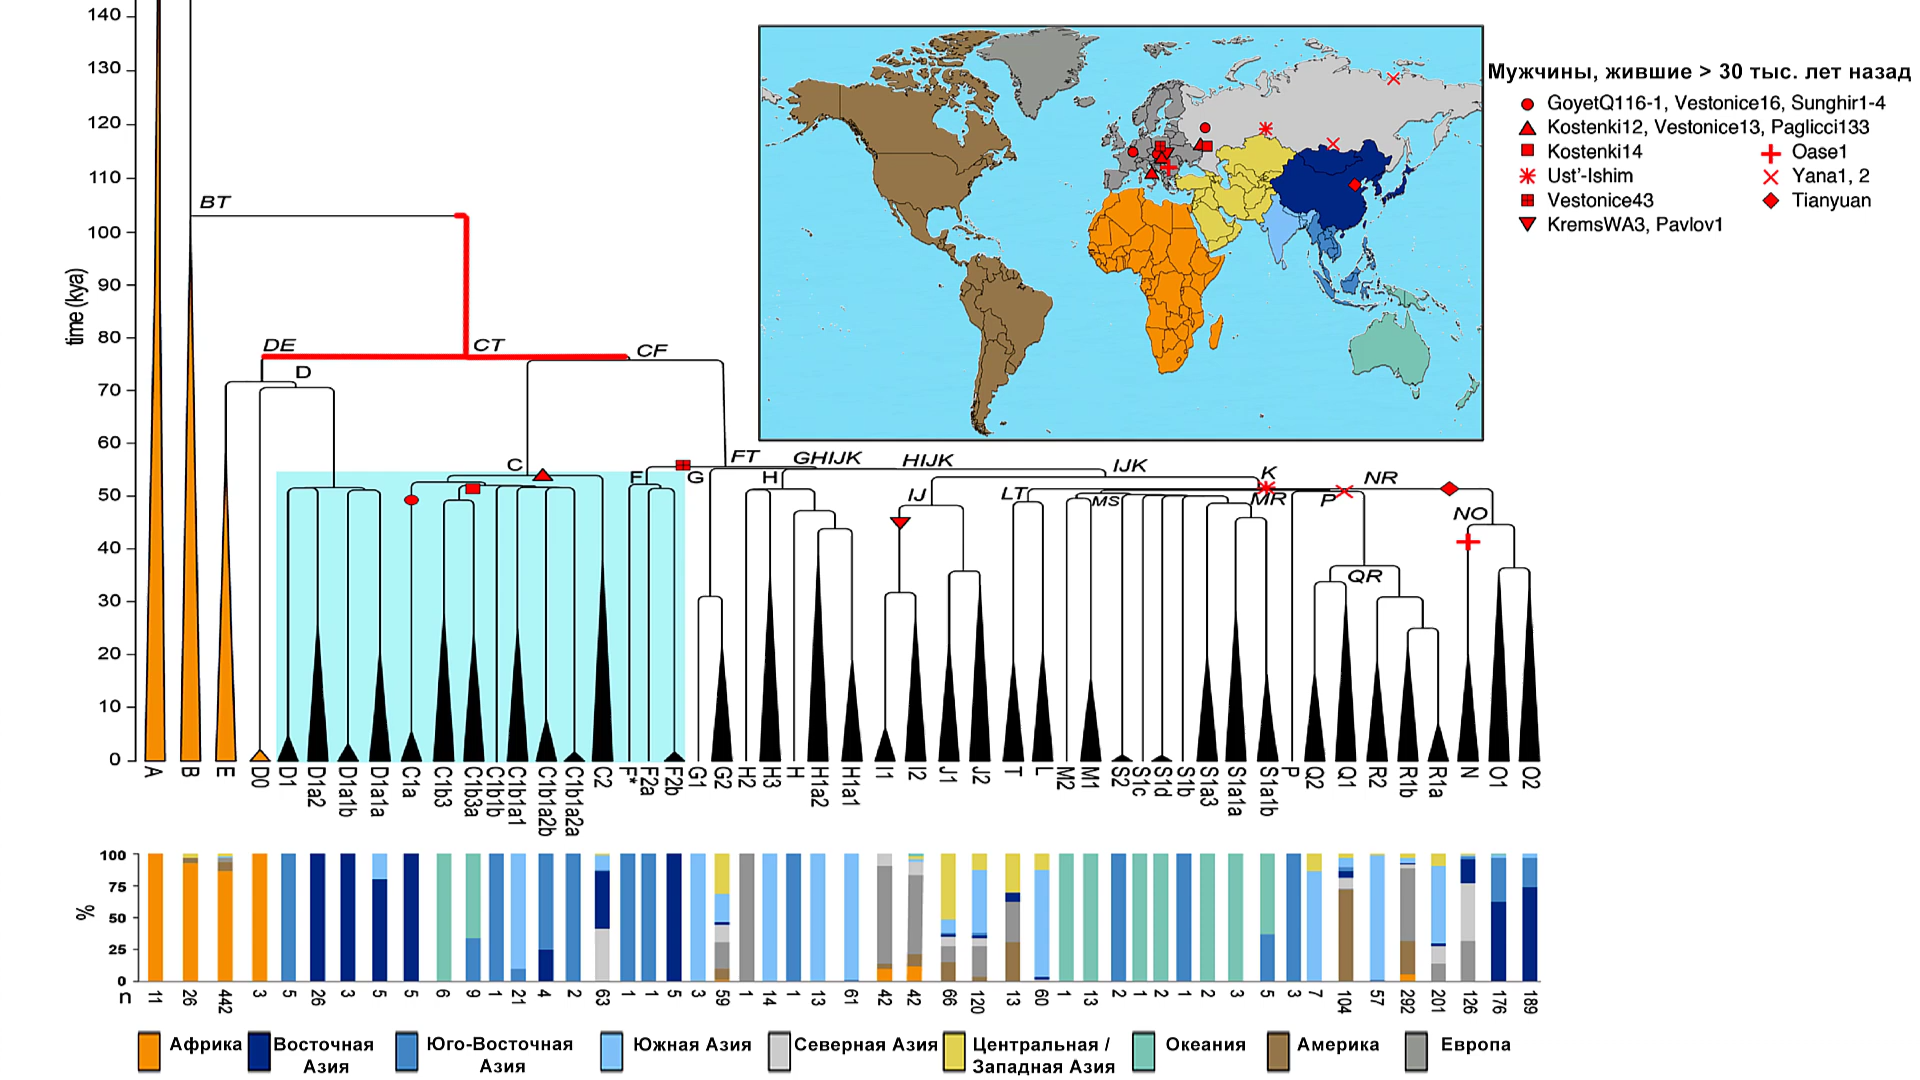 140
130
120
110
100
90
80
70
60
50
40
30
20
10
0
time (kya)
BT
DE
CT
CF
D
C
F
G
FT
GHIJK
HIJK
IJK
H
IJ
K
NR
LT
MS
MR
P
NO
QR
Мужчины, жившие > 30 тыс. лет назад
GoyetQ116-1, Vestonice16, Sunghir1-4
Kostenki12, Vestonice13, Paglicci133
Kostenki14
Oase1
Ust'-Ishim
Yana1, 2
Vestonice43
Tianyuan
KremsWA3, Pavlov1
A B E D0 D1 D1a2 D1a1b D1a1a C1a C1b3 C1b3a C1b1b C1b1a1 C1b1a2b C1b1a2a C2 F* F2a F2b G1 G2 H2 H3 H H1a2 H1a1 I1 I2 J1 J2 T L M2 M1 S2 S1c S1d S1b S1a3 S1a1a S1a1b P Q2 Q1 R2 R1b R1a N O1 O2
100
75
50
25
0
%
n 11 26 442 3 5 26 3 5 5 6 9 1 21 4 2 63 1 1 5 3 59 1 14 1 13 61 42 42 66 120 13 60 1 13 2 1 2 1 2 3 5 3 7 104 57 292 201 126 176 189
Африка
Восточная
Азия
Юго-Восточная
Азия
Южная Азия
Северная Азия
Центральная /
Западная Азия
Океания
Америка
Европа